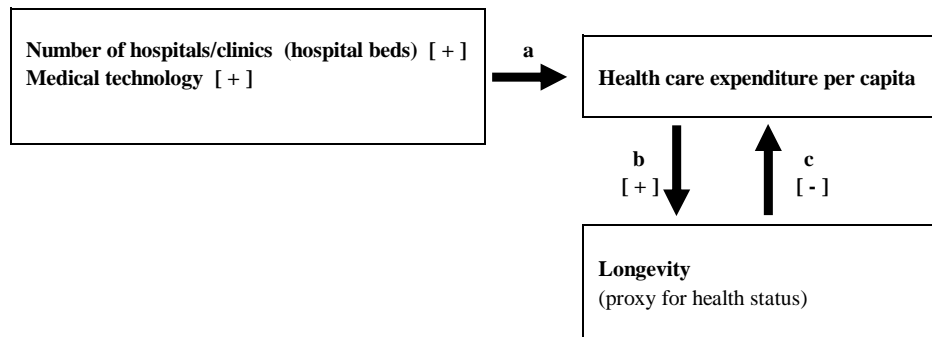 Number of hospitals/clinics (hospital beds) [ + ]
Medical technology [ + ]
a
Health care expenditure per capita
b
[ + ]
c
[ - ]
Longevity
(proxy for health status)